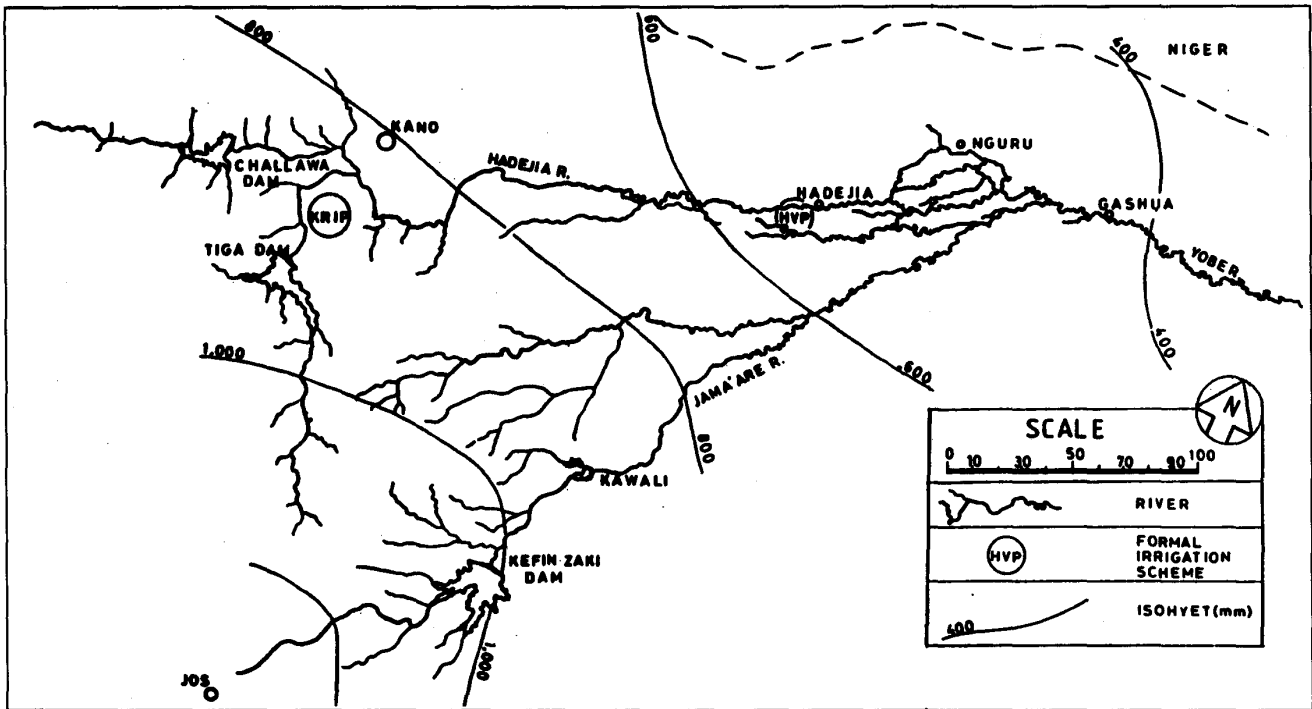 800
600
400
NIGER
KANO
NGURU
CHALLAWA
DAM
HADEJIA R.
HADEJIA
KRIP
HVP
GASHUA
TIGA DAM
YOBER
1,000
400
600
JAMA'ARE R.
800
KAWALI
KEFIN-ZAKI
DAM
1,000
JOS
N
SCALE
0 10 30 50 70 90 100
RIVER
HVP
FORMAL
IRRIGATION
SCHEME
400
ISOHYET(mm)